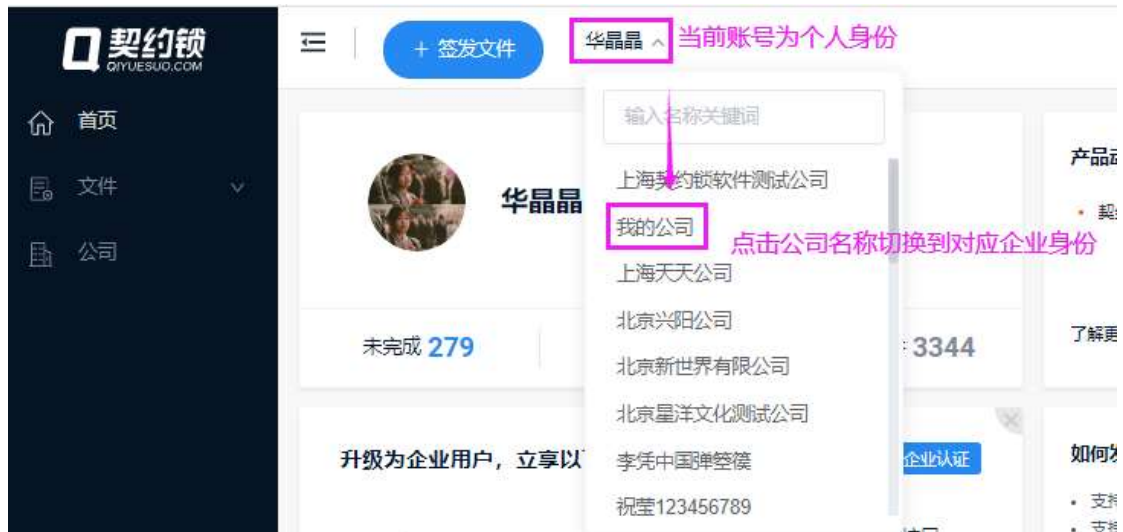 契约锁
QIYUESUO.COM
+ 签发文件
华晶晶
当前账号为个人身份
首页
文件
公司
输入名称关键词
上海契约锁软件测试公司
我的公司
点击公司名称切换到对应企业身份
上海天天公司
北京兴阳公司
北京新世界有限公司
北京星洋文化测试公司
李凭中国弹箜篌
祝莹123456789
华晶晶
未完成 279
3344
升级为企业用户，立享以
企业认证
产品动
了解更
如何发
支持
支持